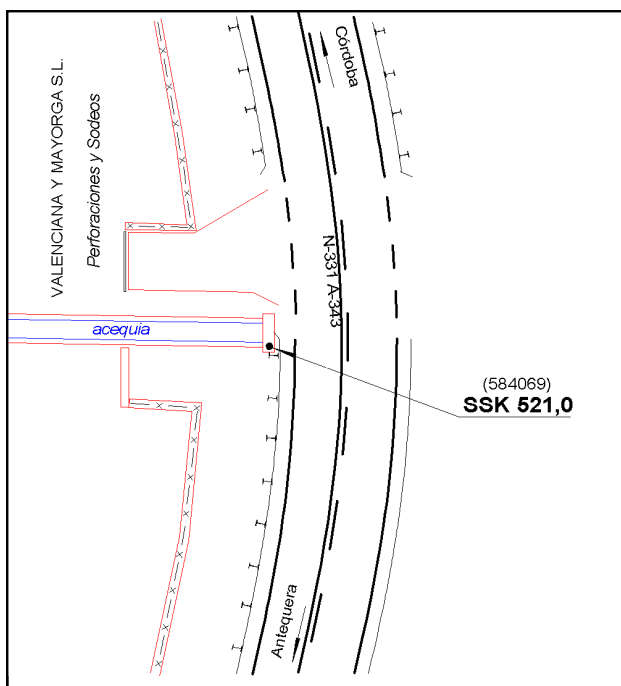 VALENCIANA Y MAYORGA S.L.
Perforaciones y Sodeos
Córdoba
N-331 A-343
acequia
(584069)
SSK 521,0
Antequera